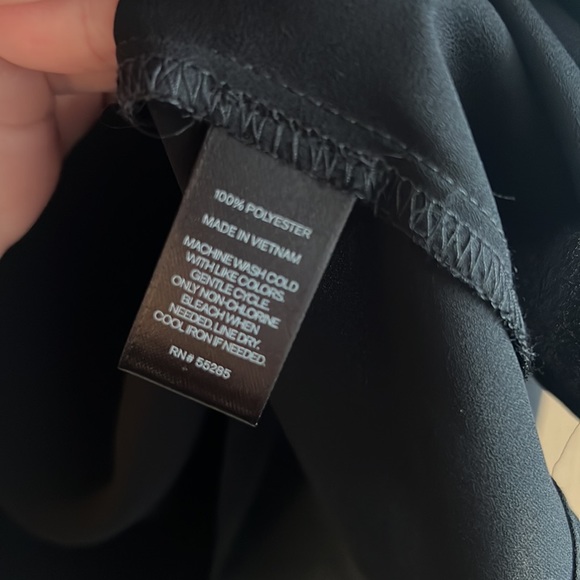 100% POLYESTER
MADE IN VIETNAM
MACHINE WASH COLD
WITH LIKE COLORS.
GENTLE CYCLE.
ONLY NON-CHLORINE
BLEACH WHEN
NEEDED. LINE DRY.
COOL IRON IF NEEDED.
RN# 55285